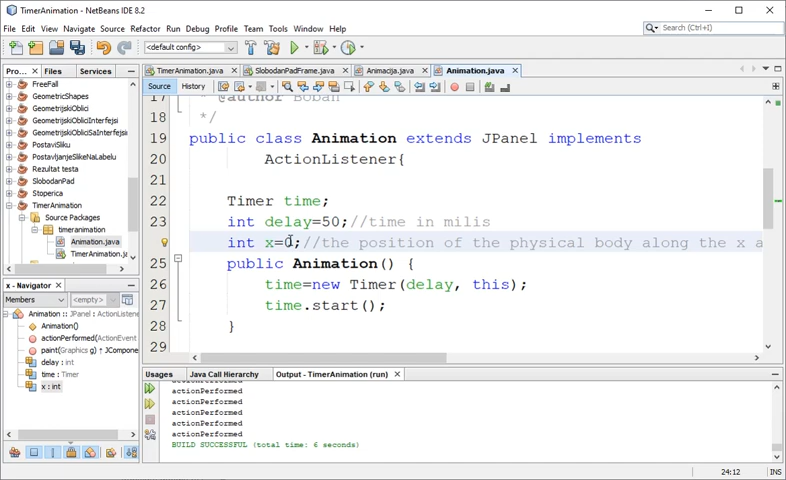 TimerAnimation - NetBeans IDE 8.2
File Edit View Navigate Source Refactor Run Debug Profile Team Tools Window Help
Search (Ctrl+I)
<default config>
Pro... Files Services
TimerAnimation.java SlobodanPadFrame.java Animacija.java Animation.java
Source History
FreeFall
GeometricShapes
GeometrijskiOblici
GeometrijskiObliciInterfejsi
GeometrijskiObliciSaInterfejsi
PostaviSliku
PostavljanjeSlikeNaLabelu
Rezultat testa
SlobodanPad
Stoperica
TimerAnimation
Source Packages
timeranimation
Animation.java
TimerAnimation.java
17 * @author Boban
18 */
19 public class Animation extends JPanel implements
20 ActionListener{
21
22 Timer time;
23 int delay=50;//time in milis
int x=0;//the position of the physical body along the x a
25 public Animation() {
26 time=new Timer(delay, this);
27 time.start();
28 }
29
x - Navigator
Members <empty>
Animation :: JPanel : ActionListener
Animation()
actionPerformed(ActionEvent
paint(Graphics g) ↑ JCompone
delay : int
time : Timer
x : int
Usages Java Call Hierarchy Output - TimerAnimation (run)
actionPerformed
actionPerformed
actionPerformed
actionPerformed
actionPerformed
BUILD SUCCESSFUL (total time: 6 seconds)
24:12 INS